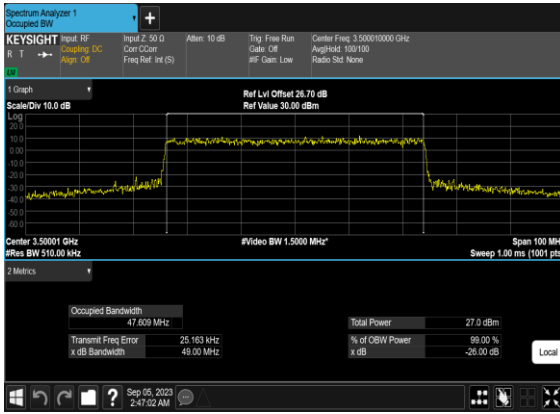 Spectrum Analyzer 1
Occupied BW
+
KEYSIGHT
R T
LW
Input: RF
Coupling: DC
Align: Off
Input Z: 50 Ω
Corr CCorr
Freq Ref: Int (S)
Atten: 10 dB
Trig: Free Run
Gate: Off
#IF Gain: Low
Center Freq: 3.500010000 GHz
Avg|Hold: 100/100
Radio Std: None
1 Graph
Scale/Div 10.0 dB
Ref Lvl Offset 26.70 dB
Ref Value 30.00 dBm
Log
20.0
10.0
0.00
-10.0
-20.0
-30.0
-40.0
-50.0
-60.0
Center 3.50001 GHz
#Res BW 510.00 kHz
#Video BW 1.5000 MHz*
Span 100 MH
Sweep 1.00 ms (1001 pts
2 Metrics
Occupied Bandwidth
47.609 MHz
Transmit Freq Error 25.163 kHz
x dB Bandwidth 49.00 MHz
Total Power 27.0 dBm
% of OBW Power 99.00 %
x dB -26.00 dB
Local
?
Sep 05, 2023
2:47:02 AM